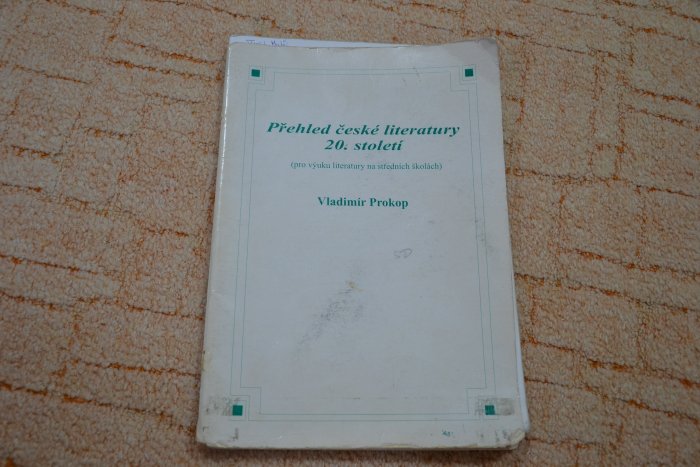 Přehled české literatury
20. století
(pro výuku literatury na středních školách)
Vladimír Prokop